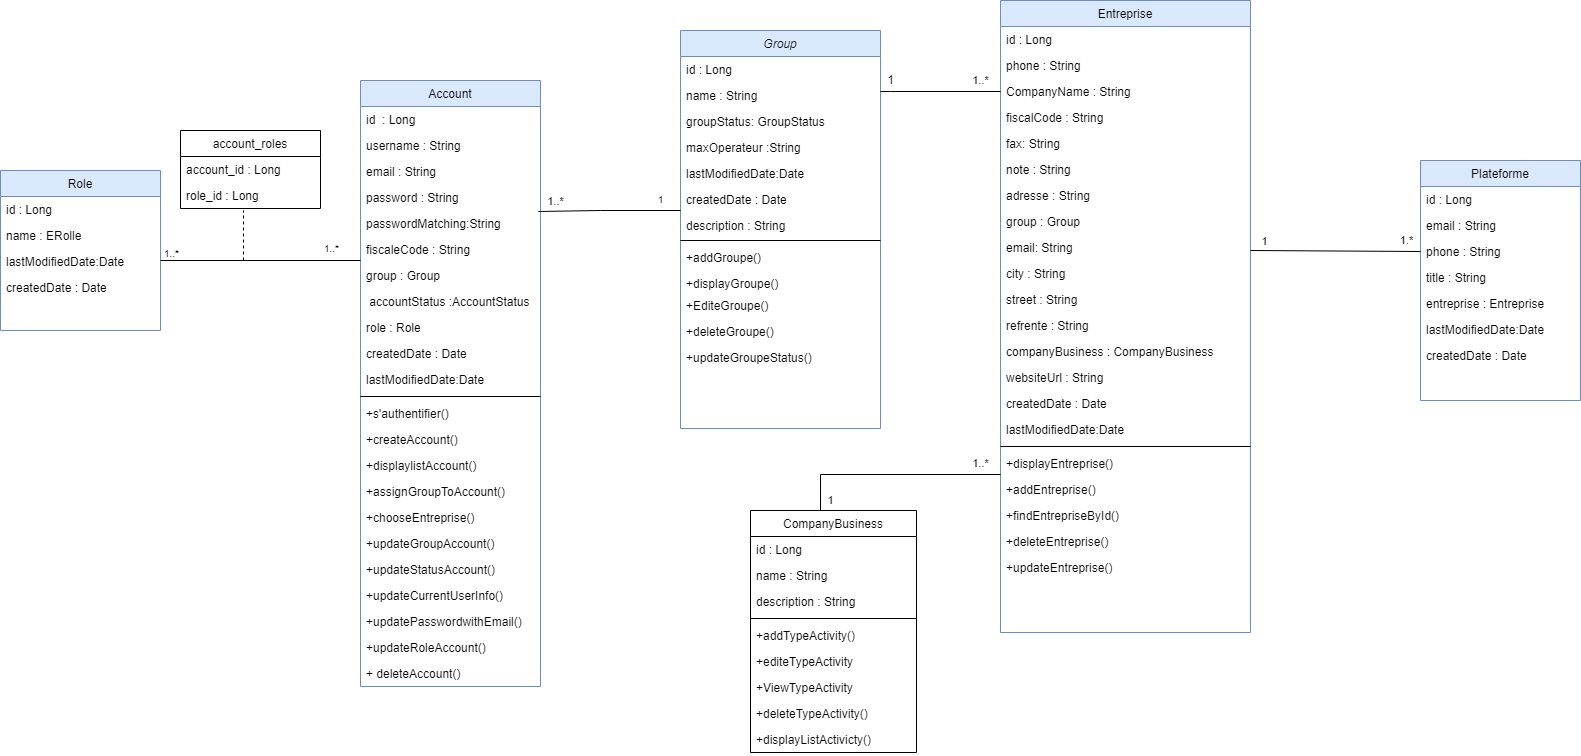 Role
id : Long
name : ERolle
lastModifiedDate:Date
createdDate : Date
account_roles
account_id : Long
role_id : Long
1..*
1..*
Account
id  : Long
username : String
email : String
password : String
passwordMatching:String
fiscaleCode : String
group : Group
accountStatus :AccountStatus
role : Role
createdDate : Date
lastModifiedDate:Date
+s'authentifier()
+createAccount()
+displaylistAccount()
+assignGroupToAccount()
+chooseEntreprise()
+updateGroupAccount()
+updateStatusAccount()
+updateCurrentUserInfo()
+updatePasswordwithEmail()
+updateRoleAccount()
+ deleteAccount()
1..*
1
Group
id : Long
name : String
groupStatus: GroupStatus
maxOperateur :String
lastModifiedDate:Date
createdDate : Date
description : String
+addGroupe()
+displayGroupe()
+EditeGroupe()
+deleteGroupe()
+updateGroupeStatus()
1
1..*
Entreprise
id : Long
phone : String
CompanyName : String
fiscalCode : String
fax: String
note : String
adresse : String
group : Group
email: String
city : String
street : String
refrente : String
companyBusiness : CompanyBusiness
websiteUrl : String
createdDate : Date
lastModifiedDate:Date
+displayEntreprise()
+addEntreprise()
+findEntrepriseById()
+deleteEntreprise()
+updateEntreprise()
1..*
1
CompanyBusiness
id : Long
name : String
description : String
+addTypeActivity()
+editeTypeActivity
+ViewTypeActivity
+deleteTypeActivity()
+displayListActivicty()
1
1.*
Plateforme
id : Long
email : String
phone : String
title : String
entreprise : Entreprise
lastModifiedDate:Date
createdDate : Date